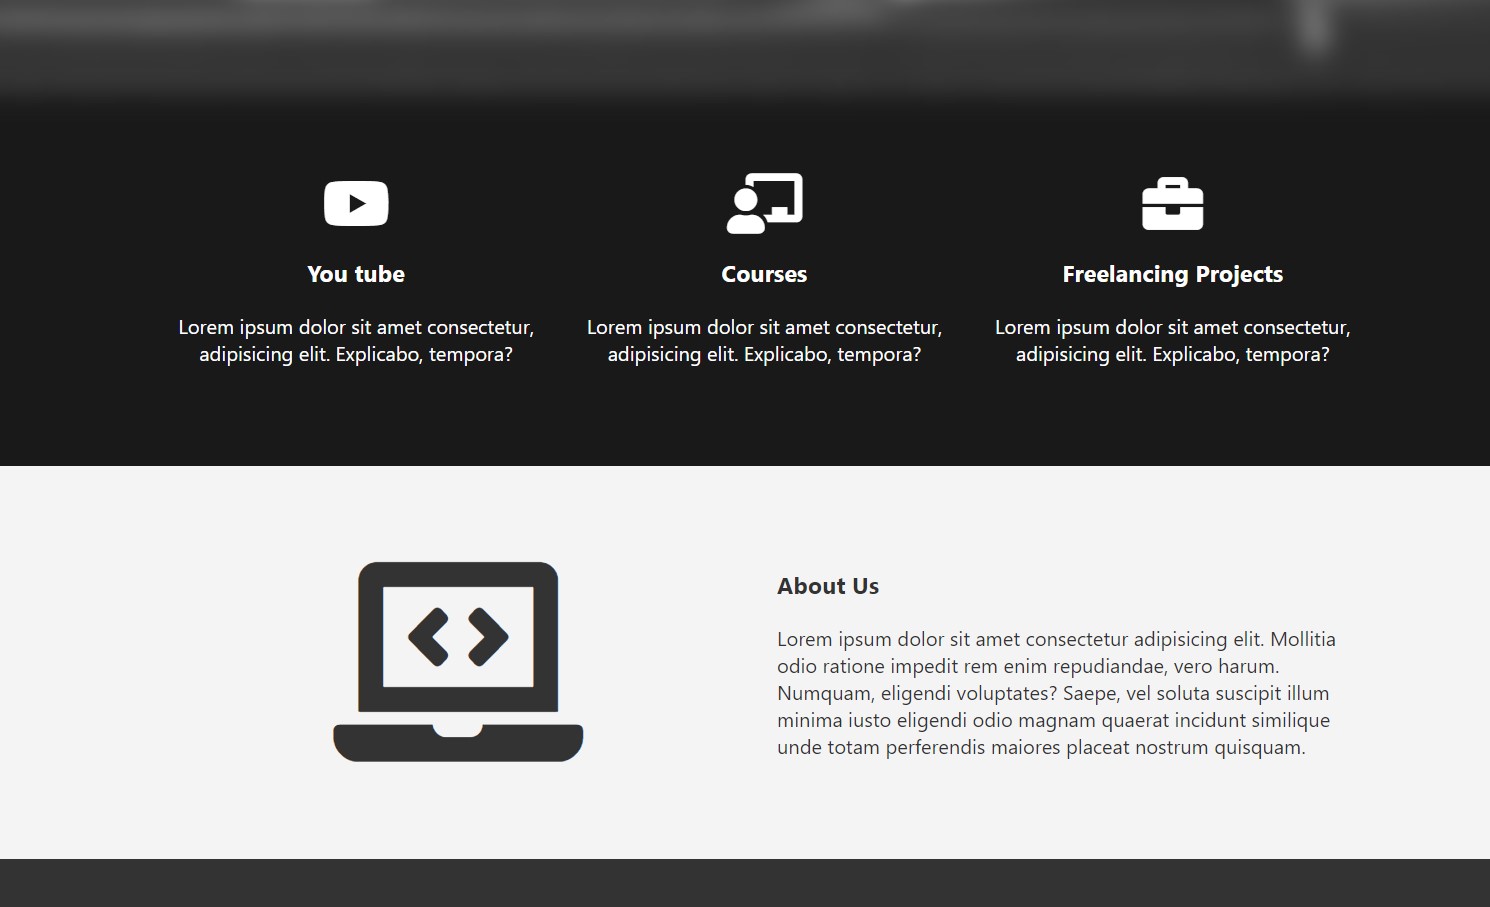 You tube
Lorem ipsum dolor sit amet consectetur,
adipisicing elit. Explicabo, tempora?
Courses
Lorem ipsum dolor sit amet consectetur,
adipisicing elit. Explicabo, tempora?
Freelancing Projects
Lorem ipsum dolor sit amet consectetur,
adipisicing elit. Explicabo, tempora?
About Us
Lorem ipsum dolor sit amet consectetur adipisicing elit. Mollitia
odio ratione impedit rem enim repudiandae, vero harum.
Numquam, eligendi voluptates? Saepe, vel soluta suscipit illum
minima iusto eligendi odio magnam quaerat incidunt similique
unde totam perferendis maiores placeat nostrum quisquam.